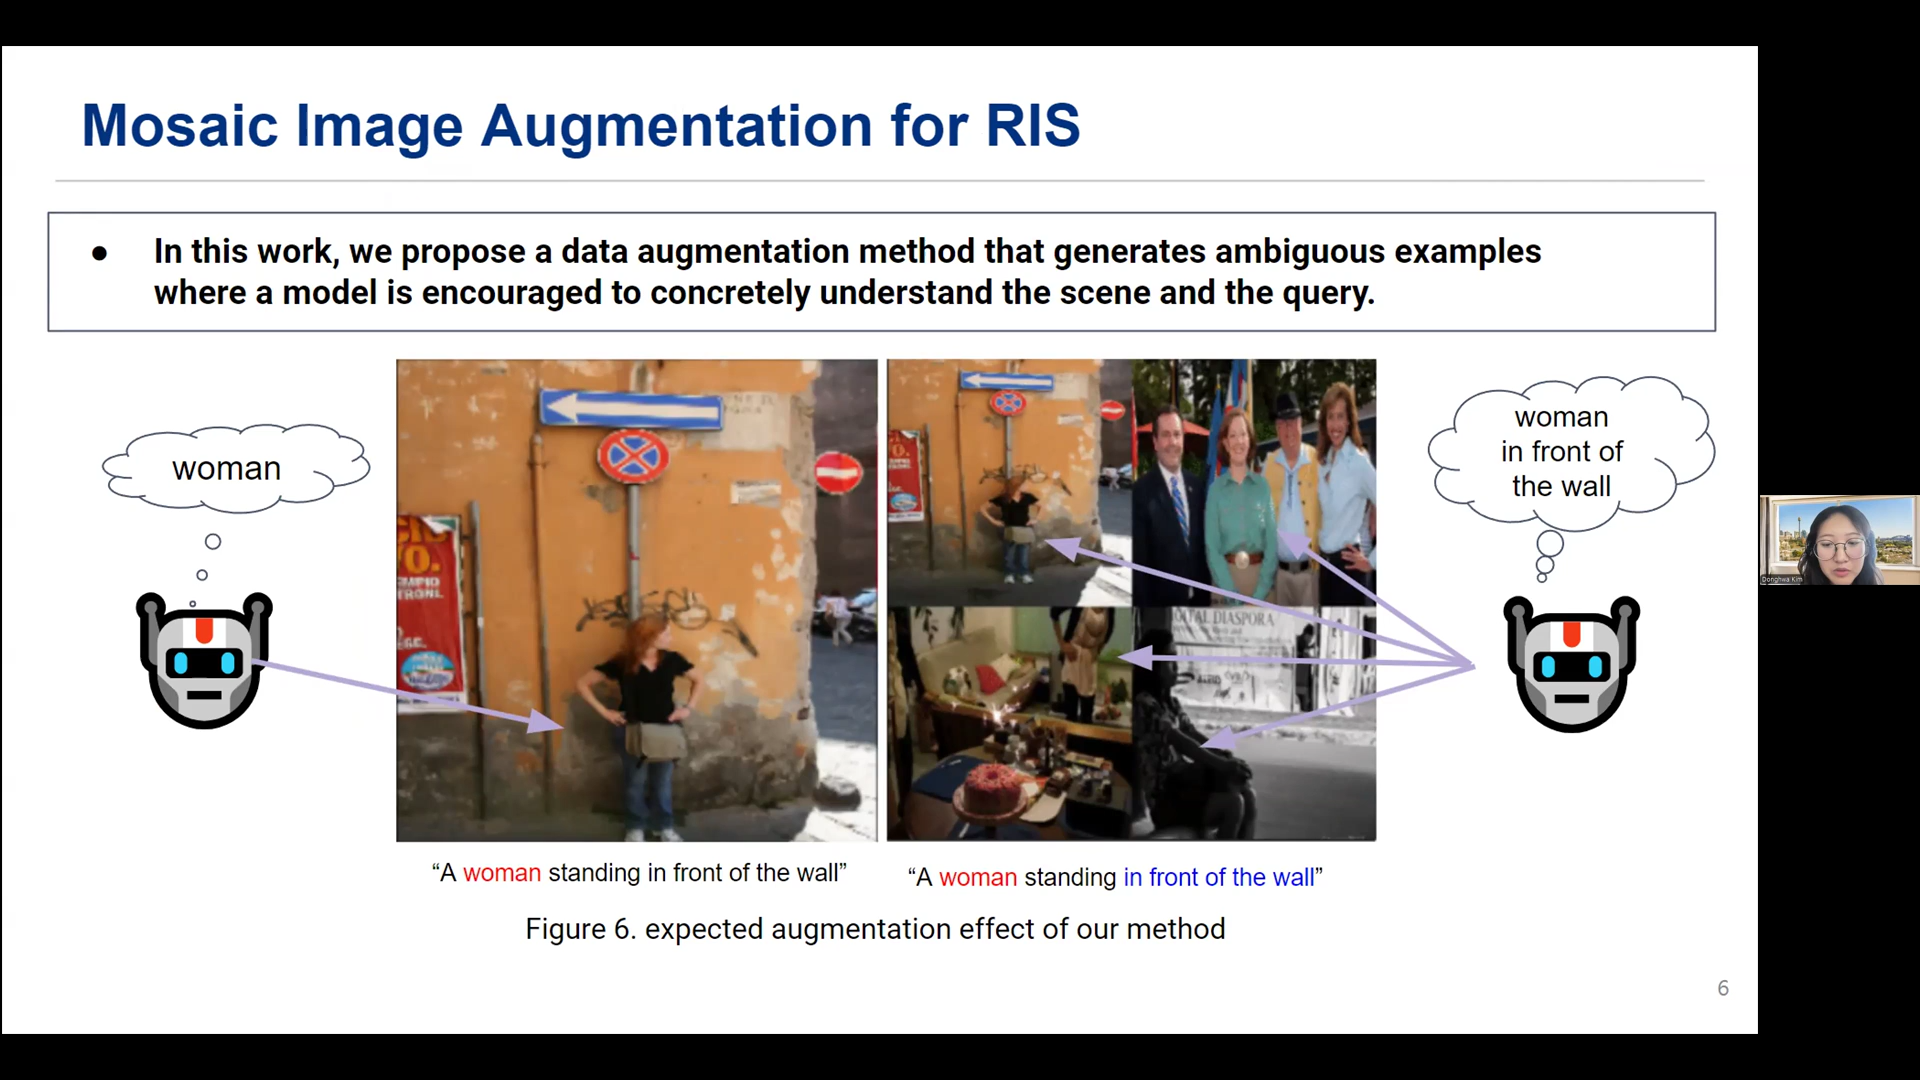 Mosaic Image Augmentation for RIS
● In this work, we propose a data augmentation method that generates ambiguous examples
where a model is encouraged to concretely understand the scene and the query.
woman
woman
in front of
the wall
DIASPORA
“A woman standing in front of the wall”
“A woman standing in front of the wall”
Figure 6. expected augmentation effect of our method
6
Donghwa Kim